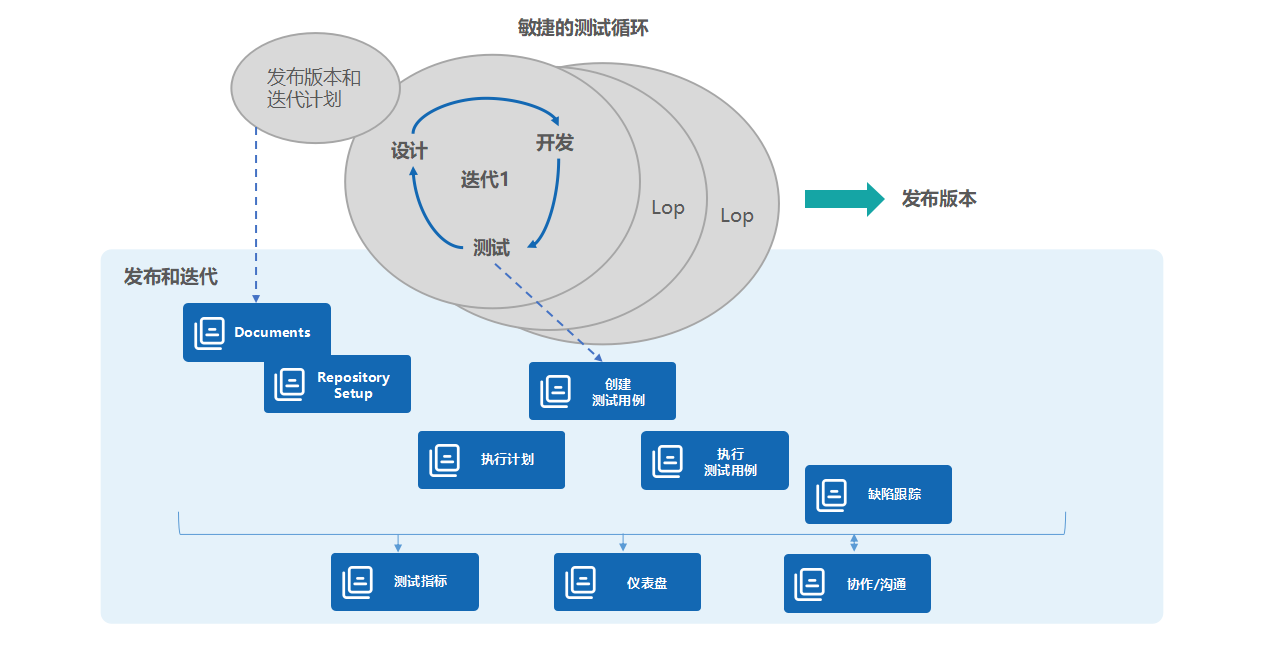 敏捷的测试循环
发布版本和
迭代计划
设计
开发
迭代1
测试
Lop
Lop
发布版本
发布和迭代
Documents
Repository
Setup
创建
测试用例
执行计划
执行
测试用例
缺陷跟踪
测试指标
仪表盘
协作/沟通